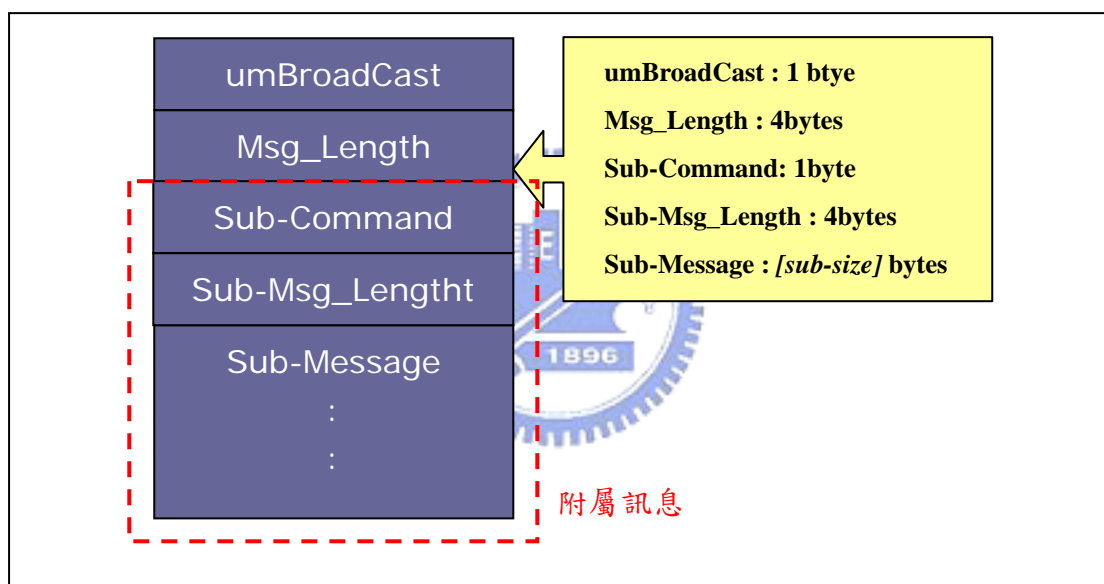 umBroadCast
Msg_Length
Sub-Command
Sub-Msg_Lengtht
Sub-Message
:
:
umBroadCast : 1 btye
Msg_Length : 4bytes
Sub-Command: 1byte
Sub-Msg_Length : 4bytes
Sub-Message : [sub-size] bytes
1896
附屬訊息